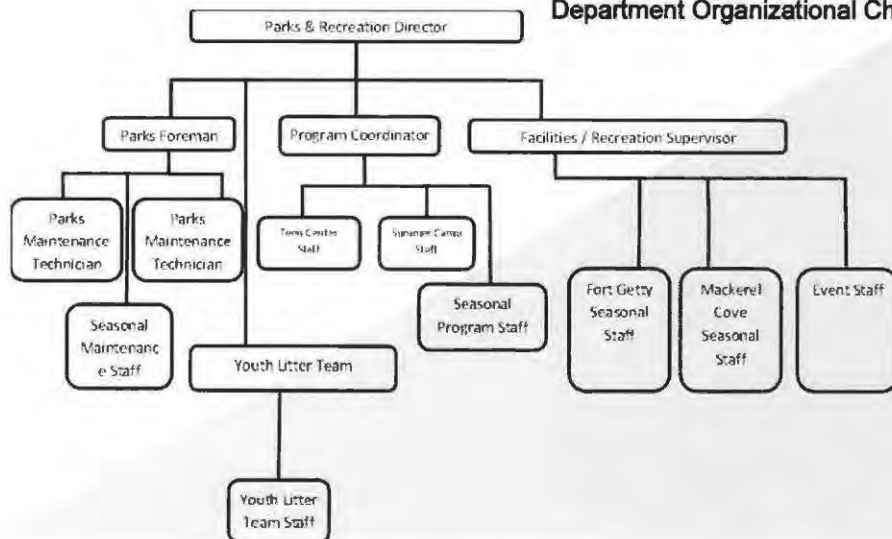 Department Organizational Ch
Parks & Recreation Director
Parks Foreman
Program Coordinator
Facilities / Recreation Supervisor
Parks
Maintenance
Technician
Parks
Maintenance
Technician
Teen Center
Staff
Summer Camp
Staff
Seasonal
Maintenanc
e Staff
Seasonal
Program Staff
Fort Getty
Seasonal
Staff
Mackerel
Cove
Seasonal
Staff
Event Staff
Youth Litter Team
Youth Litter
Team Staff